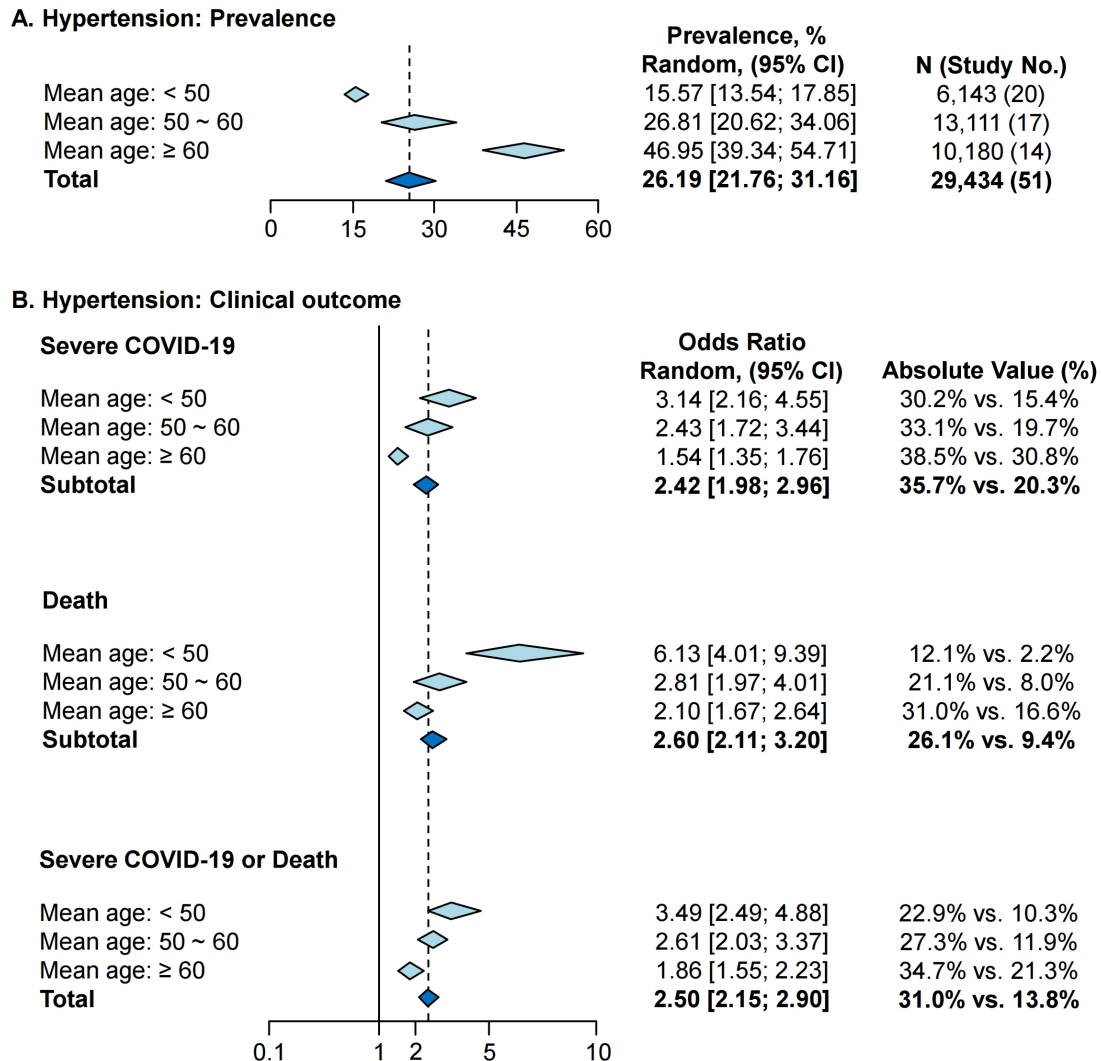 A. Hypertension: Prevalence
Prevalence, %
Random, (95% CI) N (Study No.)
Mean age: < 50 15.57 [13.54; 17.85] 6,143 (20)
Mean age: 50 ~ 60 26.81 [20.62; 34.06] 13,111 (17)
Mean age: ≥ 60 46.95 [39.34; 54.71] 10,180 (14)
Total 26.19 [21.76; 31.16] 29,434 (51)
0 15 30 45 60
B. Hypertension: Clinical outcome
Severe COVID-19
Odds Ratio
Random, (95% CI) Absolute Value (%)
Mean age: < 50 3.14 [2.16; 4.55] 30.2% vs. 15.4%
Mean age: 50 ~ 60 2.43 [1.72; 3.44] 33.1% vs. 19.7%
Mean age: ≥ 60 1.54 [1.35; 1.76] 38.5% vs. 30.8%
Subtotal 2.42 [1.98; 2.96] 35.7% vs. 20.3%
Death
Mean age: < 50 6.13 [4.01; 9.39] 12.1% vs. 2.2%
Mean age: 50 ~ 60 2.81 [1.97; 4.01] 21.1% vs. 8.0%
Mean age: ≥ 60 2.10 [1.67; 2.64] 31.0% vs. 16.6%
Subtotal 2.60 [2.11; 3.20] 26.1% vs. 9.4%
Severe COVID-19 or Death
Mean age: < 50 3.49 [2.49; 4.88] 22.9% vs. 10.3%
Mean age: 50 ~ 60 2.61 [2.03; 3.37] 27.3% vs. 11.9%
Mean age: ≥ 60 1.86 [1.55; 2.23] 34.7% vs. 21.3%
Total 2.50 [2.15; 2.90] 31.0% vs. 13.8%
0.1 1 2 5 10